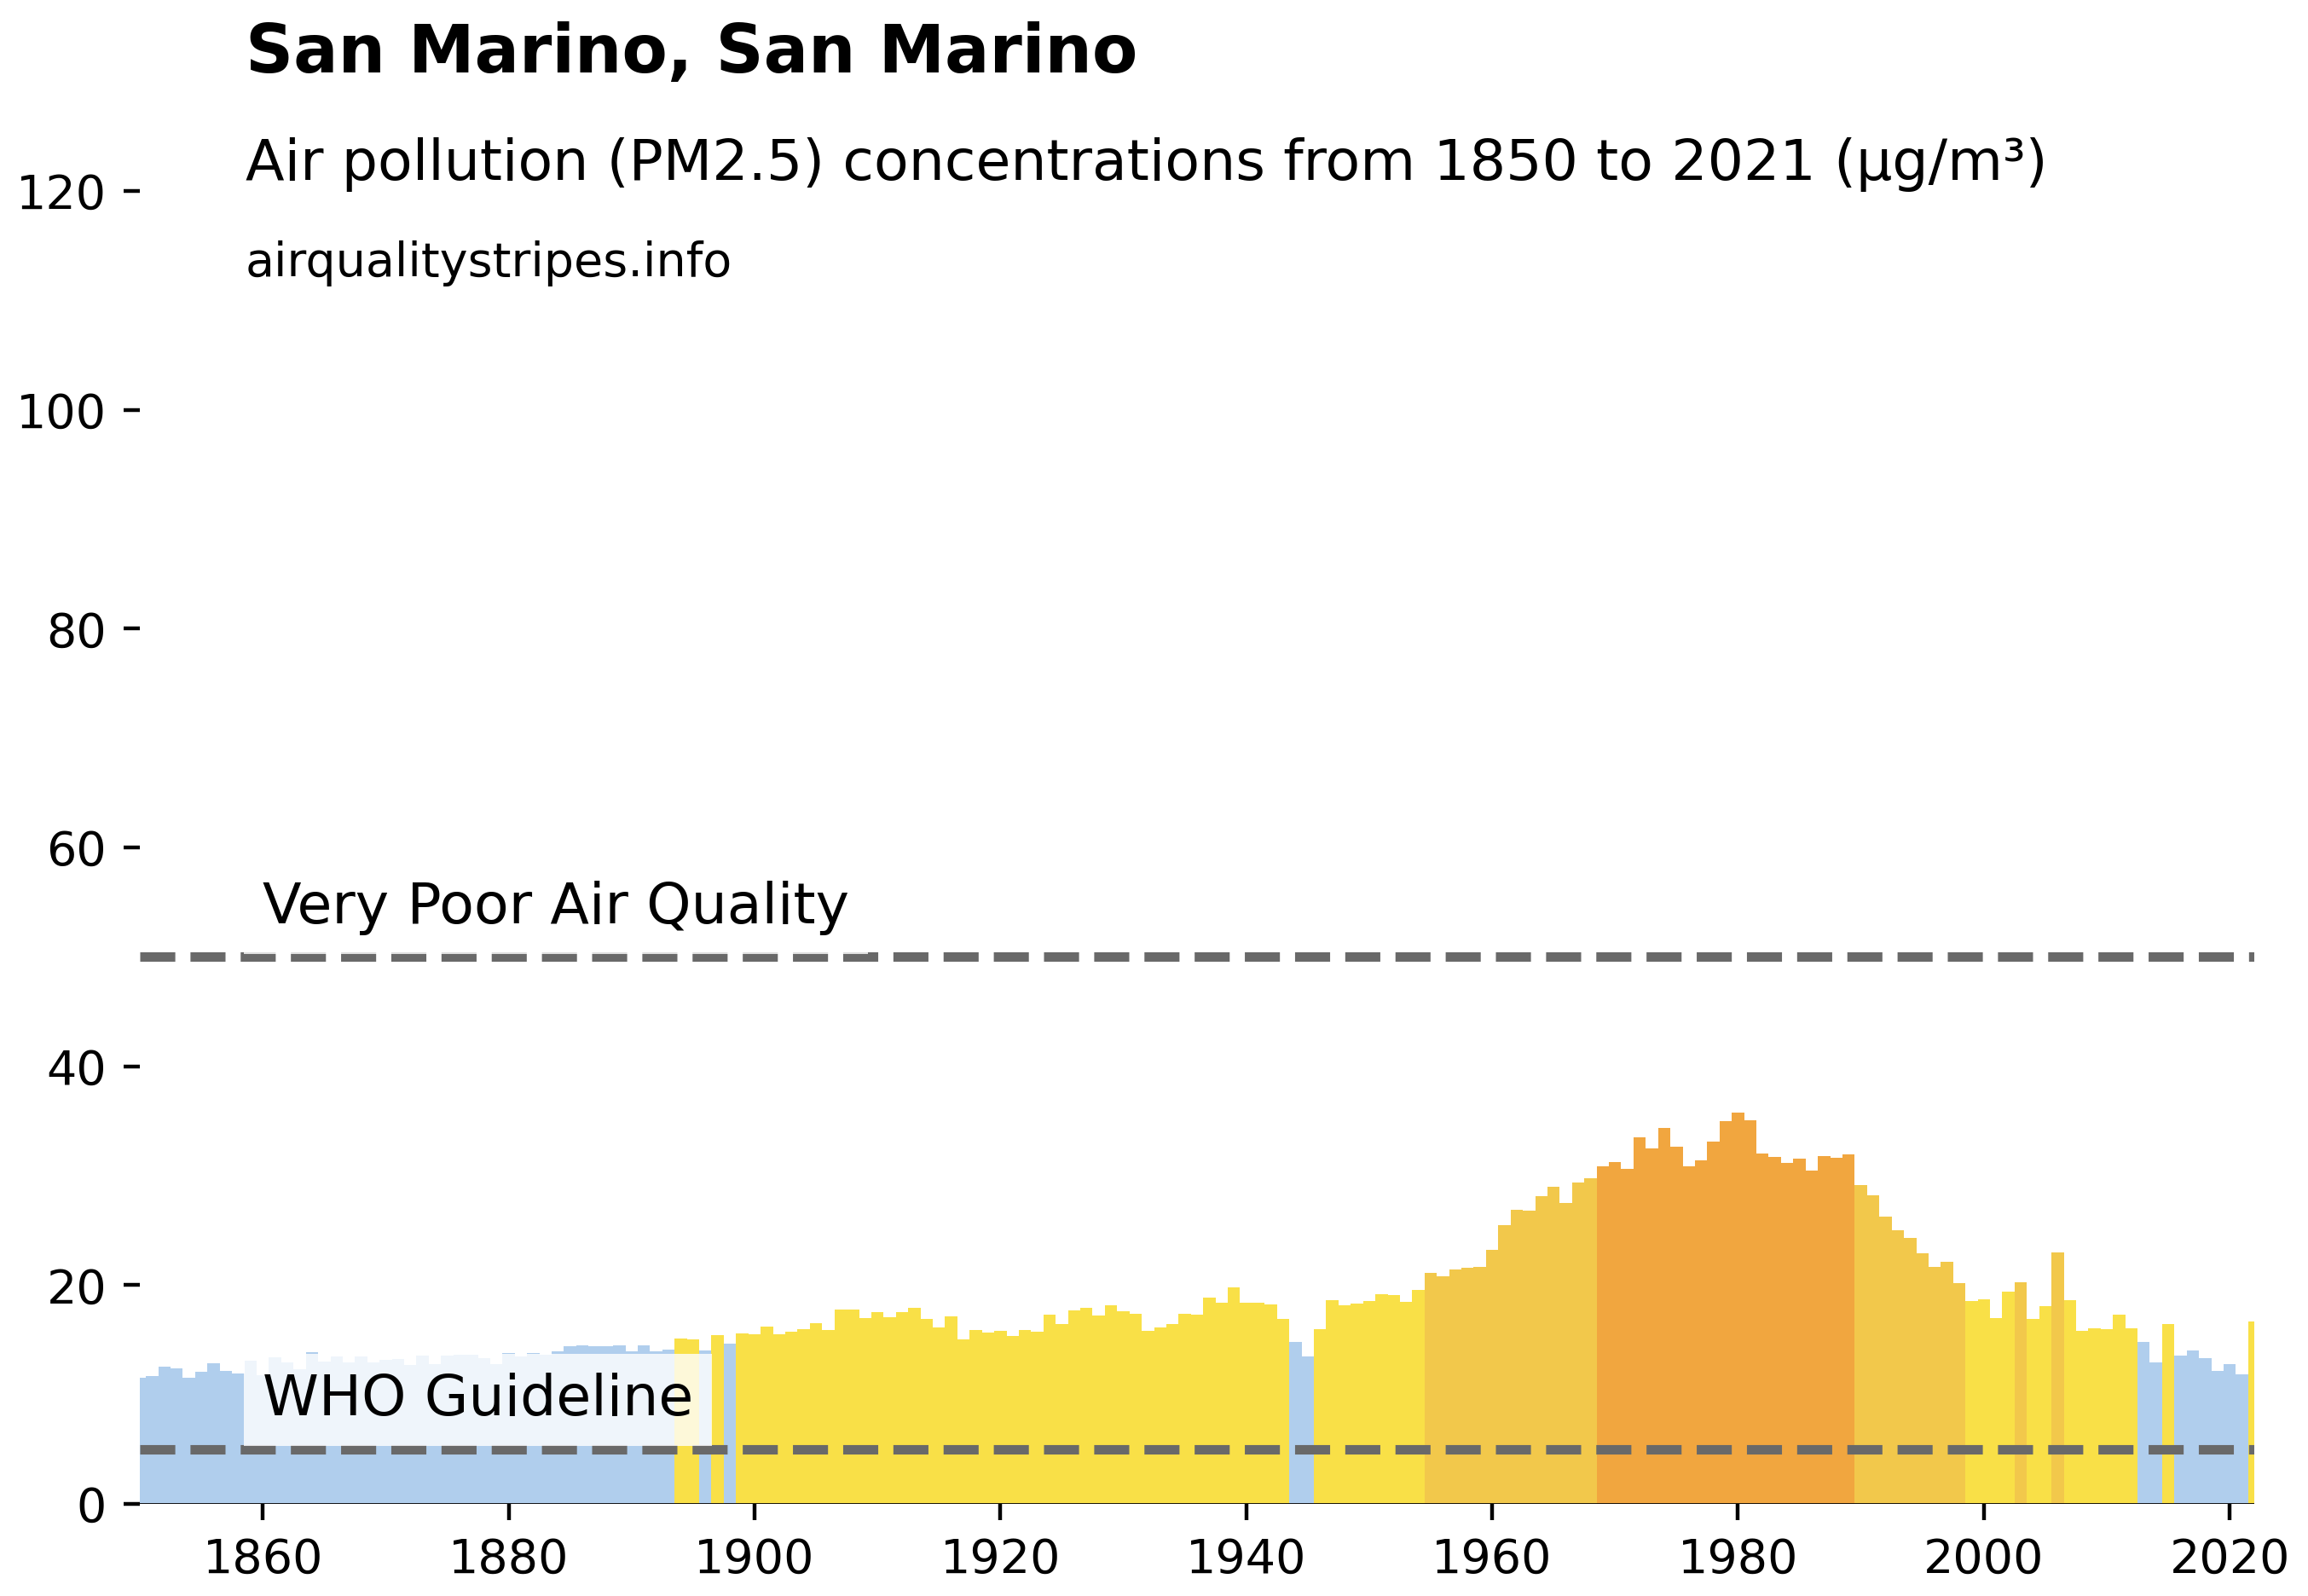 San Marino, San Marino
Air pollution (PM2.5) concentrations from 1850 to 2021 (µg/m³)
airqualitystripes.info
120
100
80
60
Very Poor Air Quality
40
20
WHO Guideline
0
1860 1880 1900 1920 1940 1960 1980 2000 2020